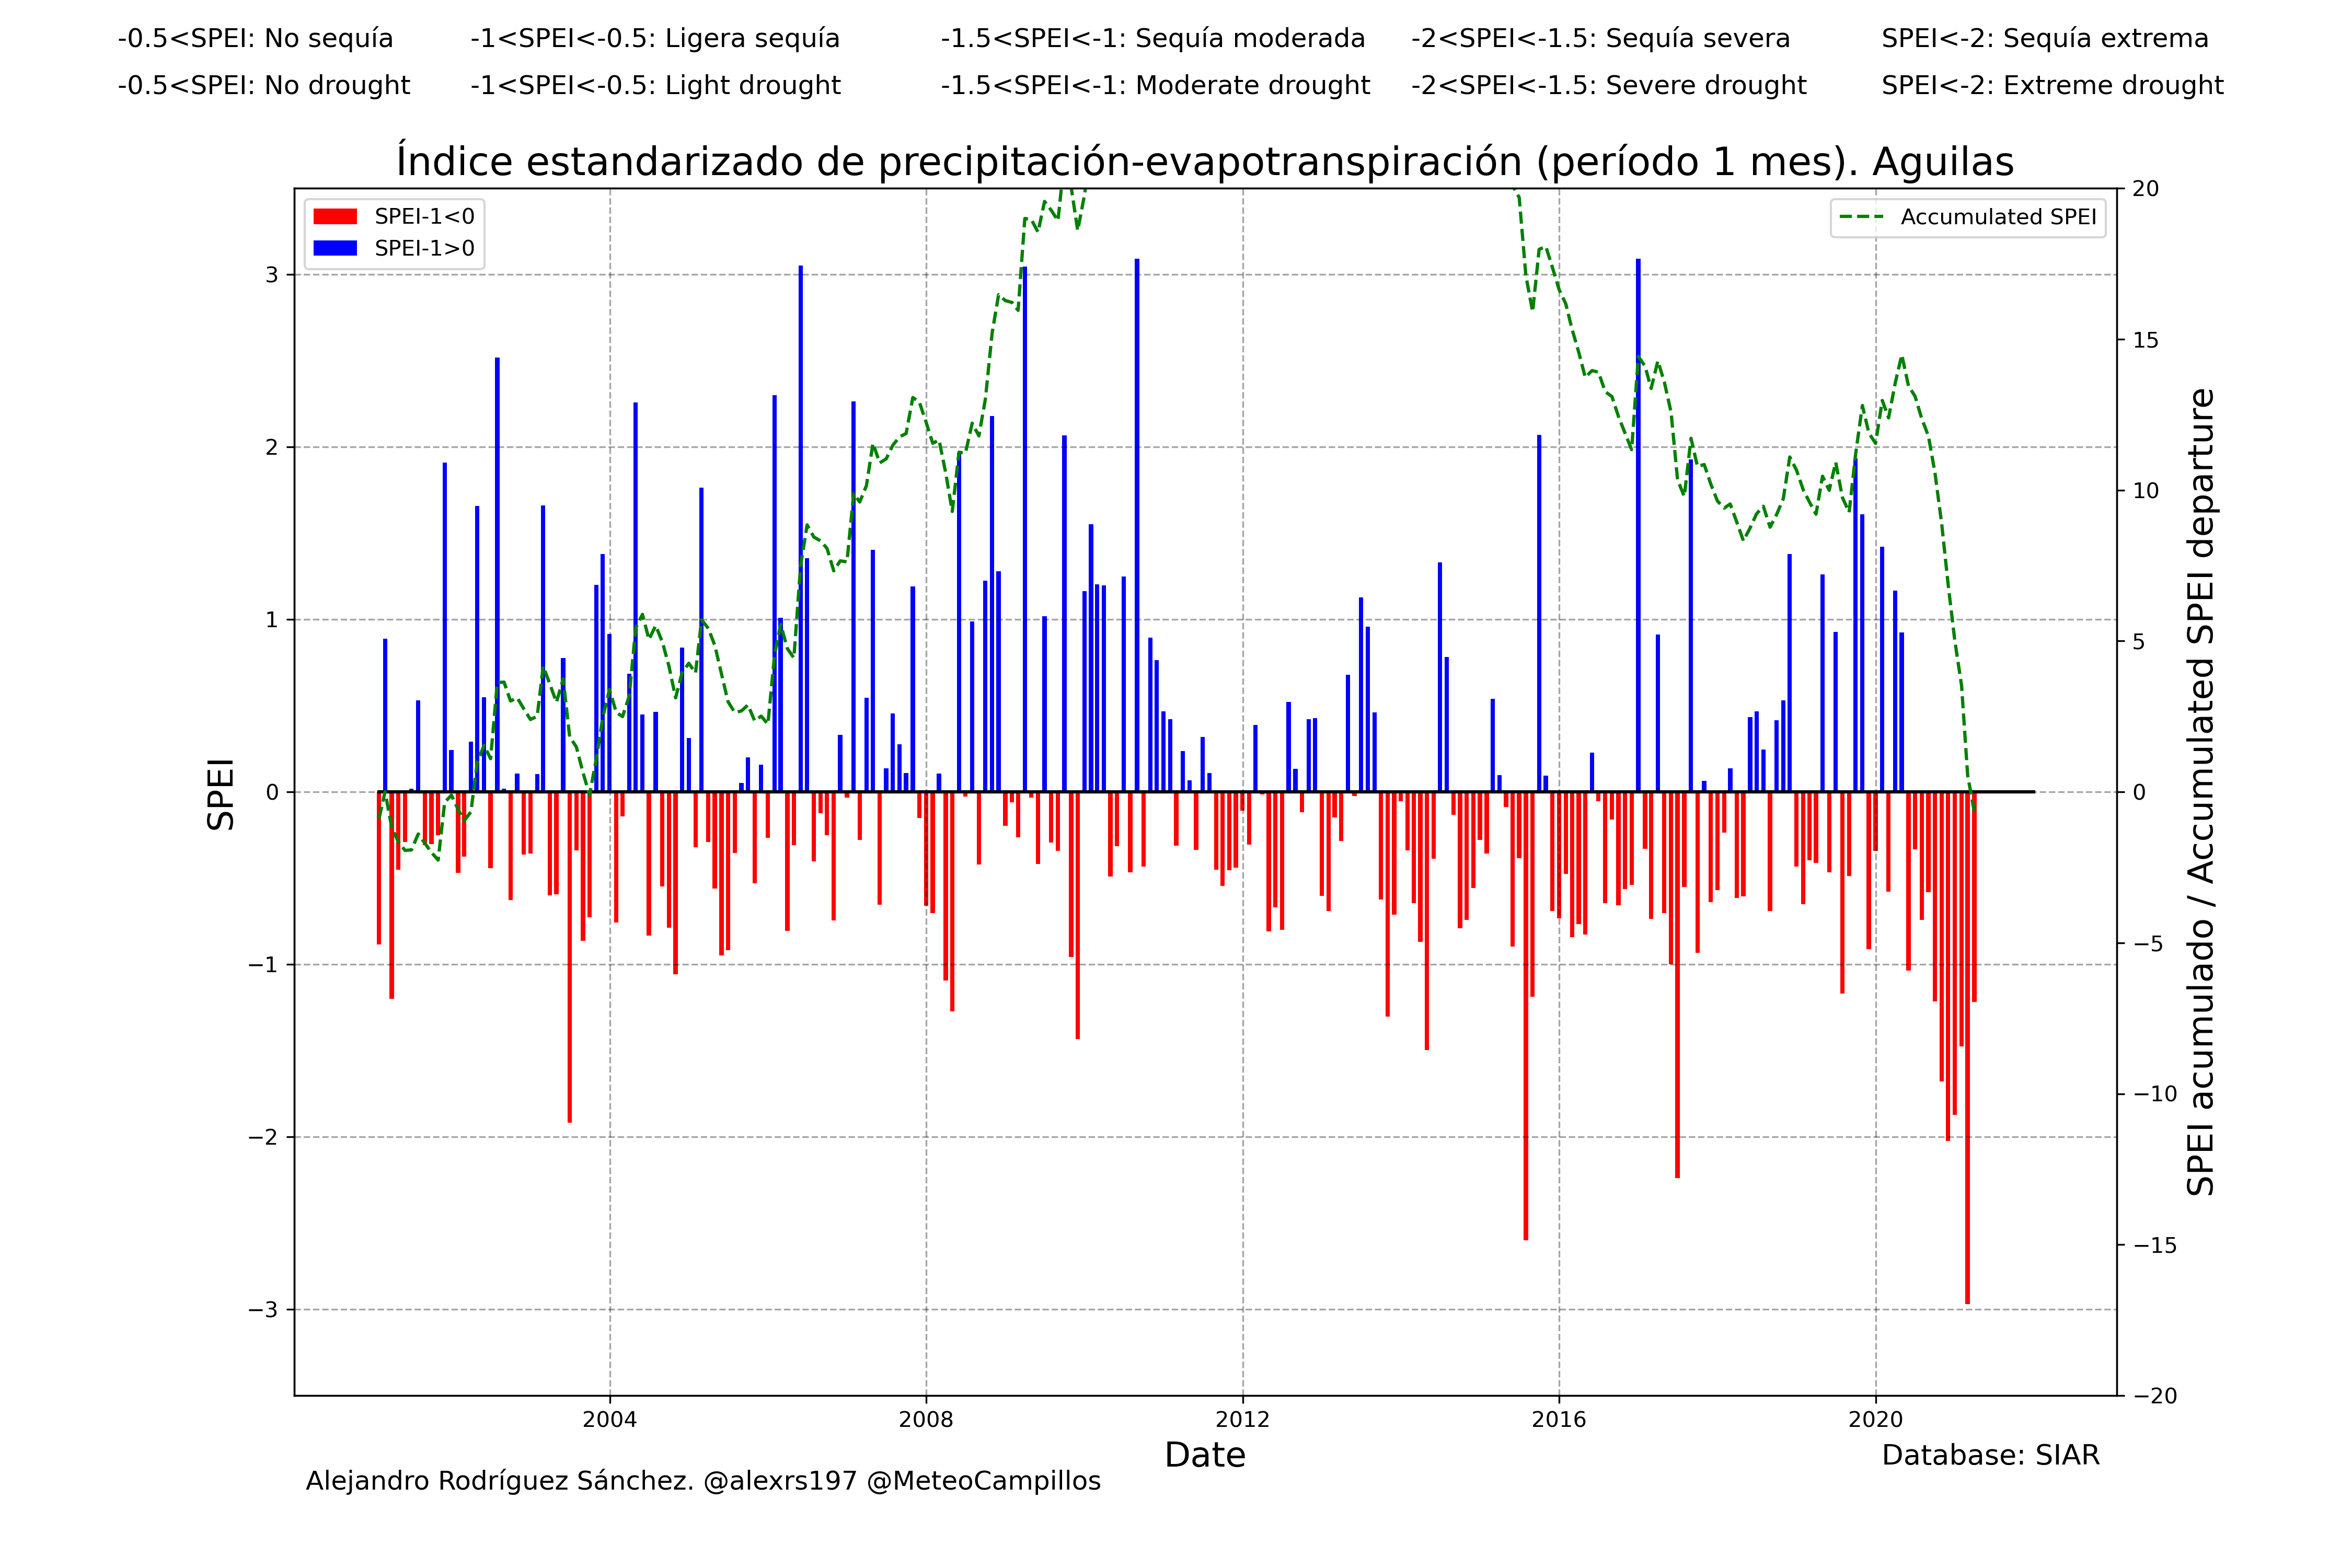 -0.5<SPEI: No sequía -1<SPEI<-0.5: Ligera sequía -1.5<SPEI<-1: Sequía moderada -2<SPEI<-1.5: Sequía severa SPEI<-2: Sequía extrema
-0.5<SPEI: No drought -1<SPEI<-0.5: Light drought -1.5<SPEI<-1: Moderate drought -2<SPEI<-1.5: Severe drought SPEI<-2: Extreme drought
Índice estandarizado de precipitación-evapotranspiración (período 1 mes). Aguilas
SPEI-1<0
SPEI-1>0
Accumulated SPEI
SPEI
3
2
1
0
−1
−2
−3
20
15
10
5
0
−5
−10
−15
−20
SPEI acumulado / Accumulated SPEI departure
2004 2008 2012 2016 2020
Date
Database: SIAR
Alejandro Rodríguez Sánchez. @alexrs197 @MeteoCampillos